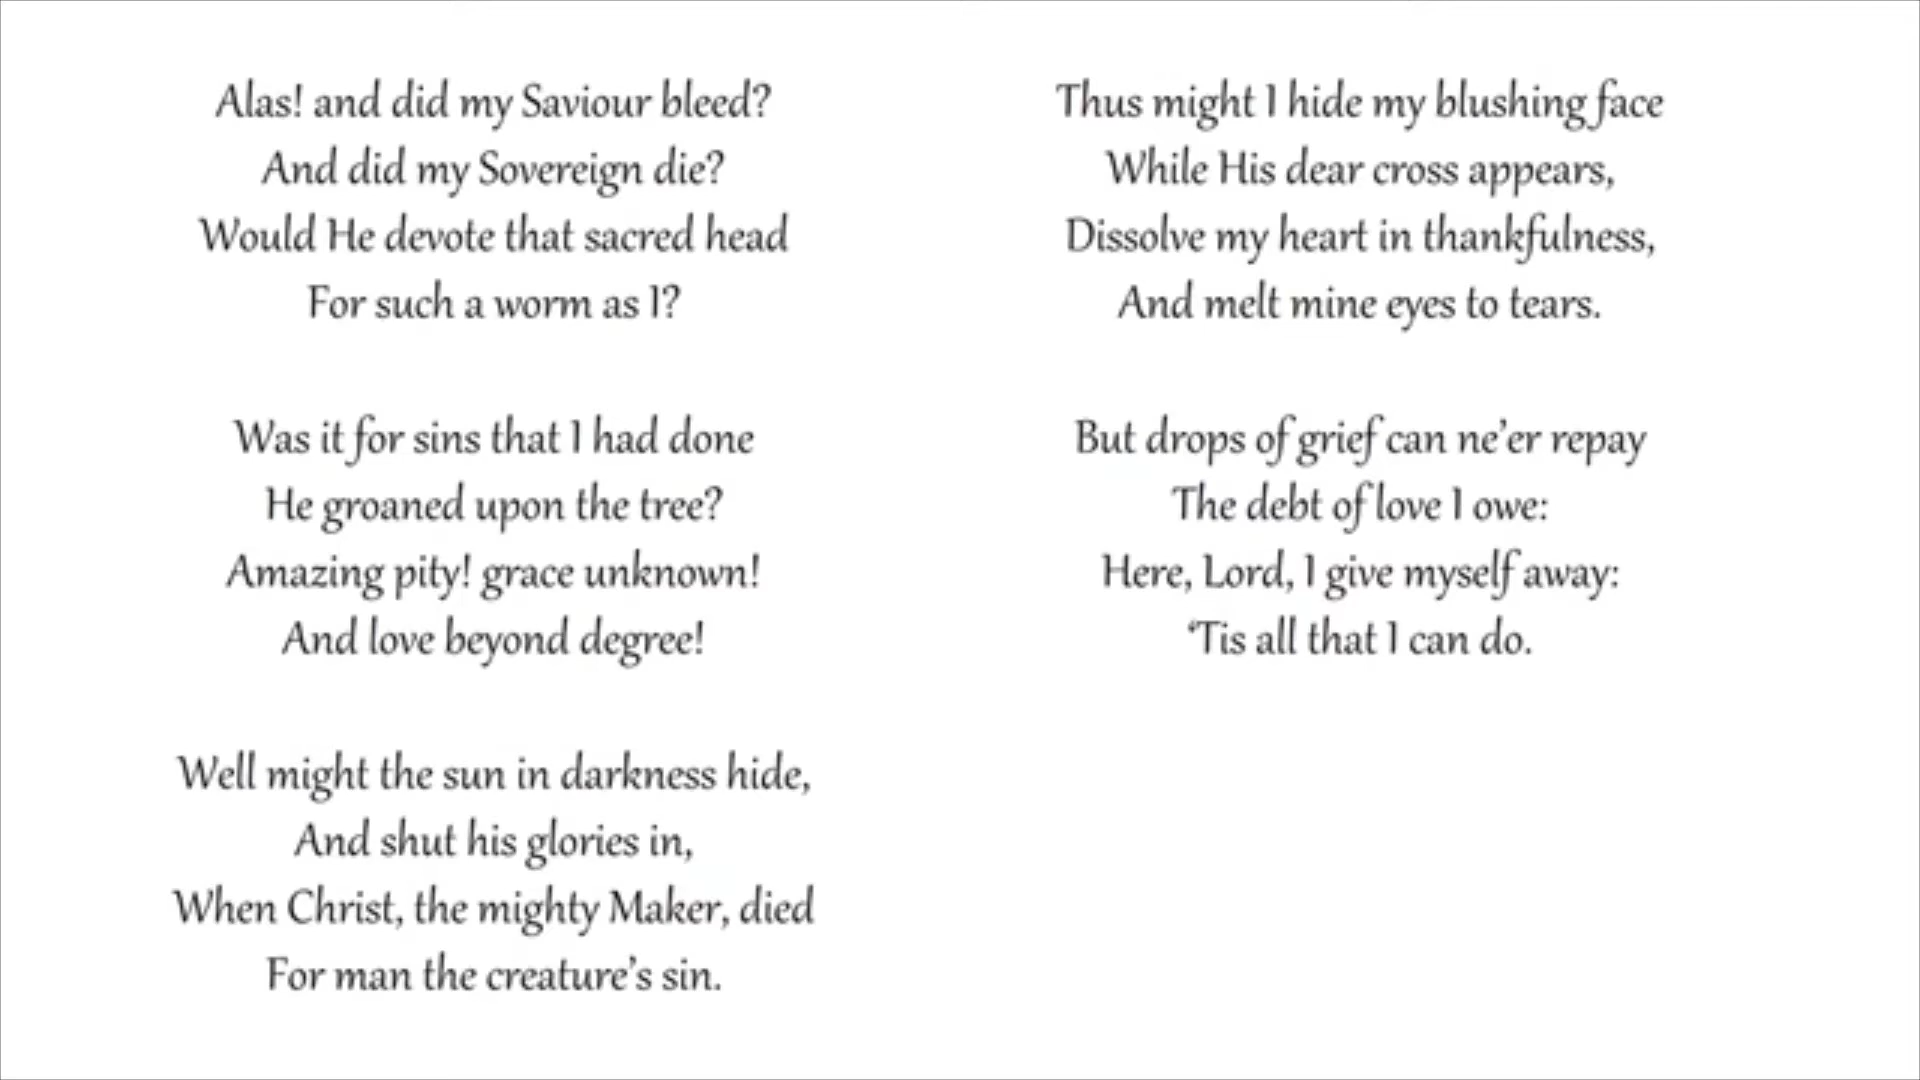 Alas! and did my Saviour bleed?
And did my Sovereign die?
Would He devote that sacred head
For such a worm as I?
Was it for sins that I had done
He groaned upon the tree?
Amazing pity! grace unknown!
And love beyond degree!
Well might the sun in darkness hide,
And shut his glories in,
When Christ, the mighty Maker, died
For man the creature’s sin.
Thus might I hide my blushing face
While His dear cross appears,
Dissolve my heart in thankfulness,
And melt mine eyes to tears.
But drops of grief can ne’er repay
The debt of love I owe:
Here, Lord, I give myself away:
‘Tis all that I can do.